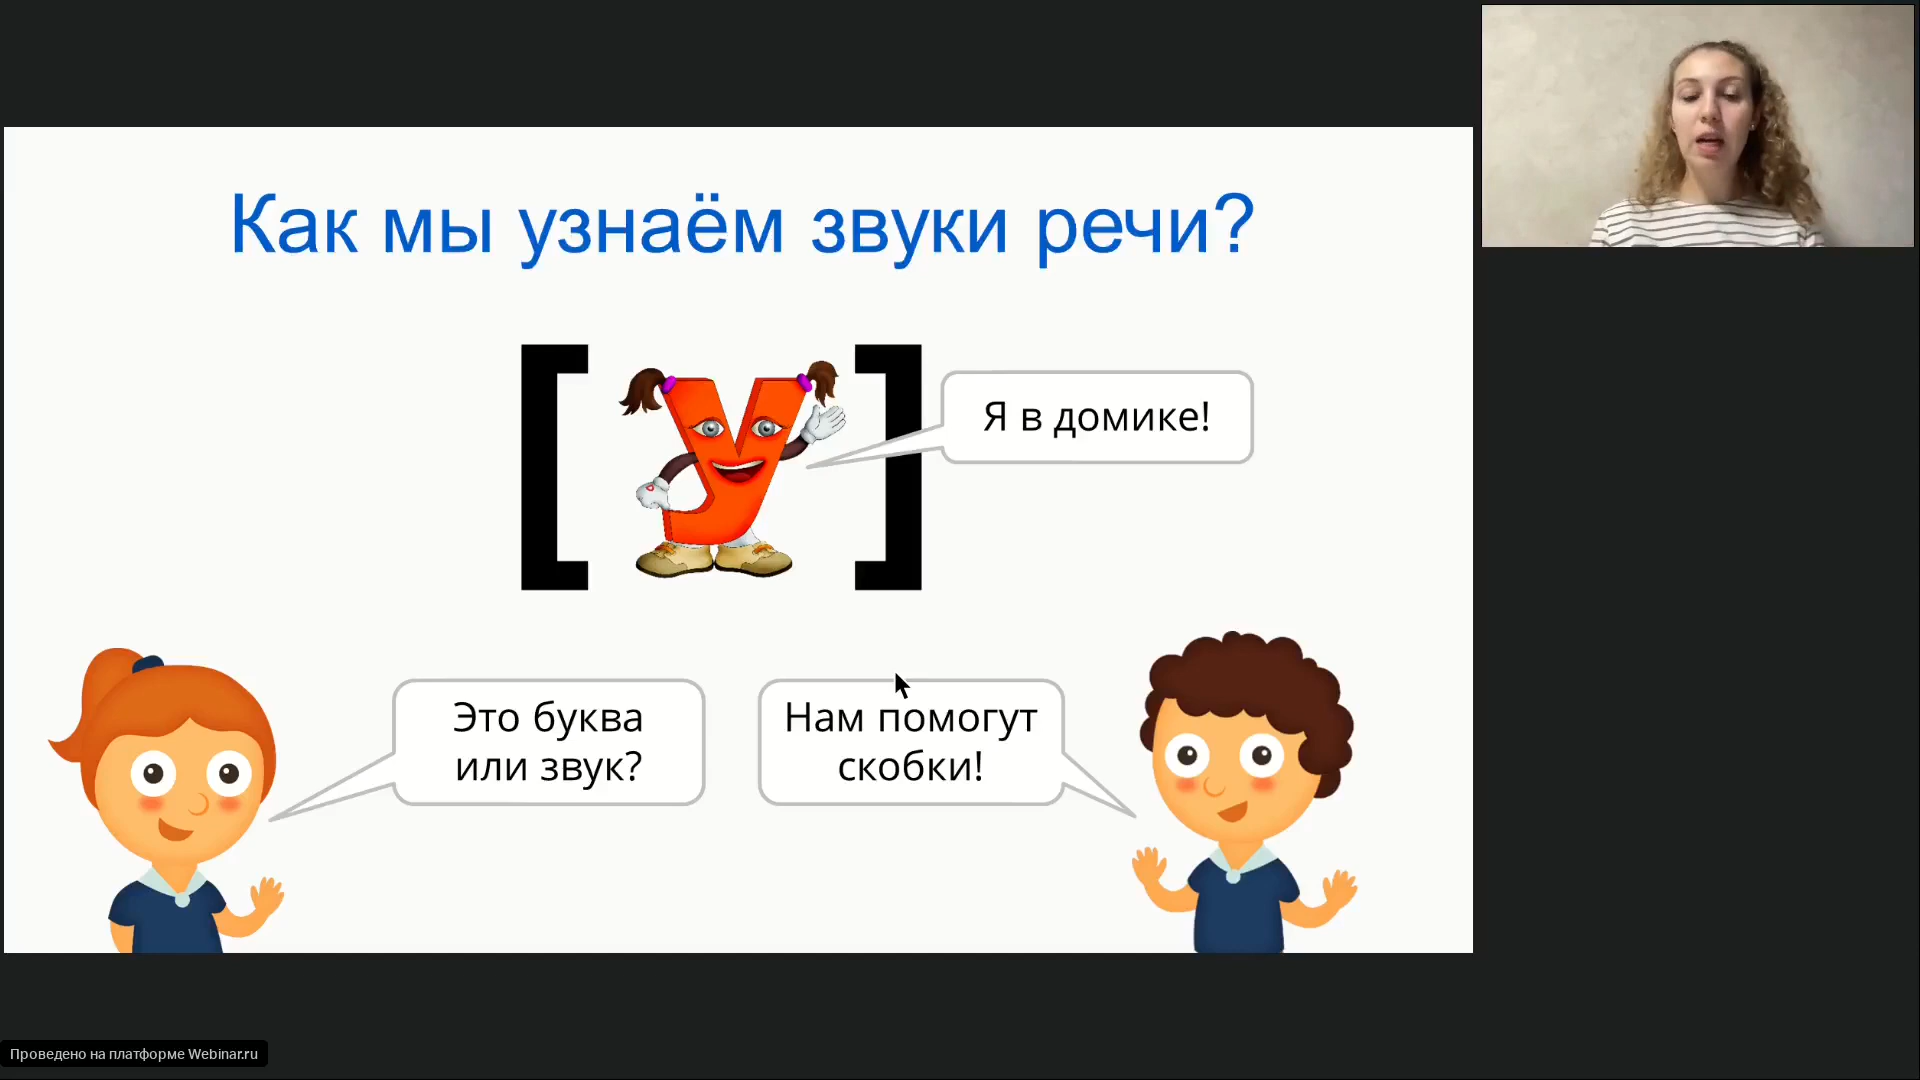 Как мы узнаём звуки речи?
[ У ]
Я в домике!
Это буква
или звук?
Нам помогут
скобки!
Проведено на платформе Webinar.ru